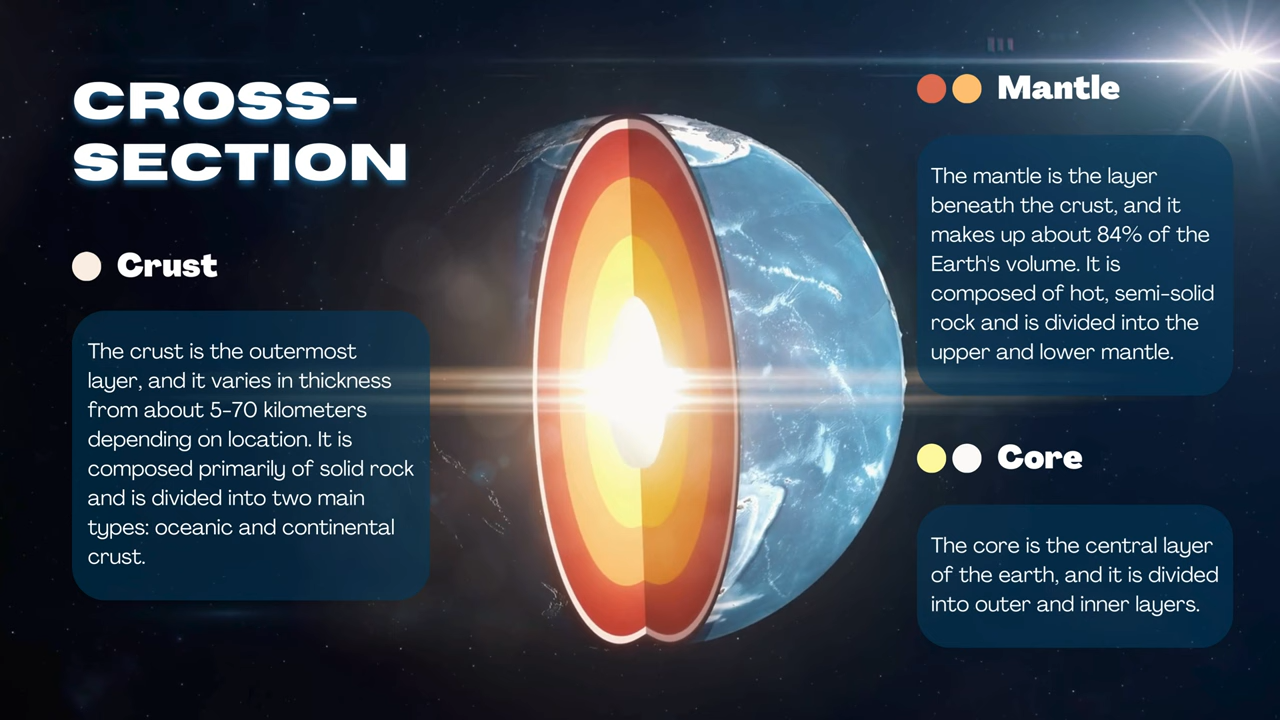 CROSS-
SECTION
Crust
The crust is the outermost
layer, and it varies in thickness
from about 5-70 kilometers
depending on location. It is
composed primarily of solid rock
and is divided into two main
types: oceanic and continental
crust.
Mantle
The mantle is the layer
beneath the crust, and it
makes up about 84% of the
Earth's volume. It is
composed of hot, semi-solid
rock and is divided into the
upper and lower mantle.
Core
The core is the central layer
of the earth, and it is divided
into outer and inner layers.